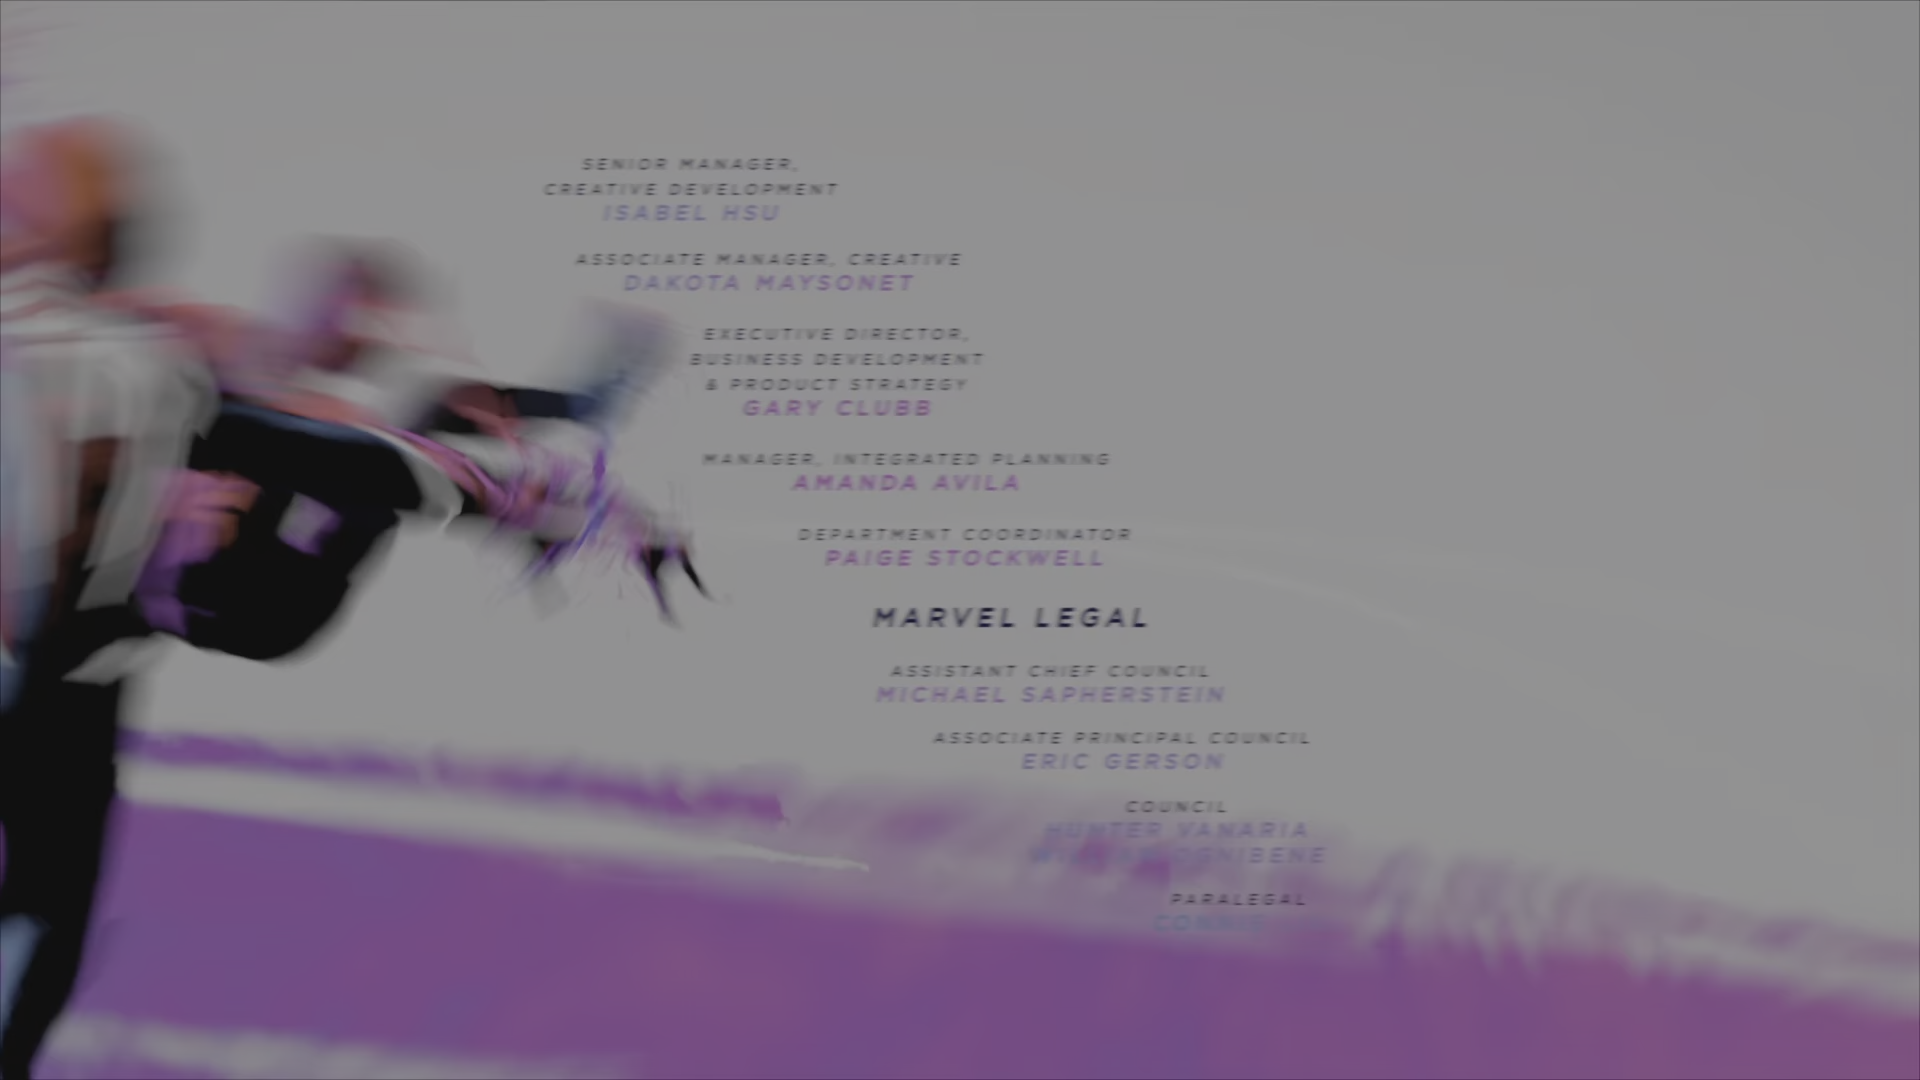 SENIOR MANAGER,
CREATIVE DEVELOPMENT
ISABEL HSU
ASSOCIATE MANAGER, CREATIVE
DAKOTA MAYSONET
EXECUTIVE DIRECTOR,
BUSINESS DEVELOPMENT
& PRODUCT STRATEGY
GARY CLUBB
MANAGER, INTEGRATED PLANNING
AMANDA AVILA
DEPARTMENT COORDINATOR
PAIGE STOCKWELL
MARVEL LEGAL
ASSISTANT CHIEF COUNCIL
MICHAEL SAPHERSTEIN
ASSOCIATE PRINCIPAL COUNCIL
ERIC GERSON
COUNCIL
HUNTER VANARIA
PARALEGAL